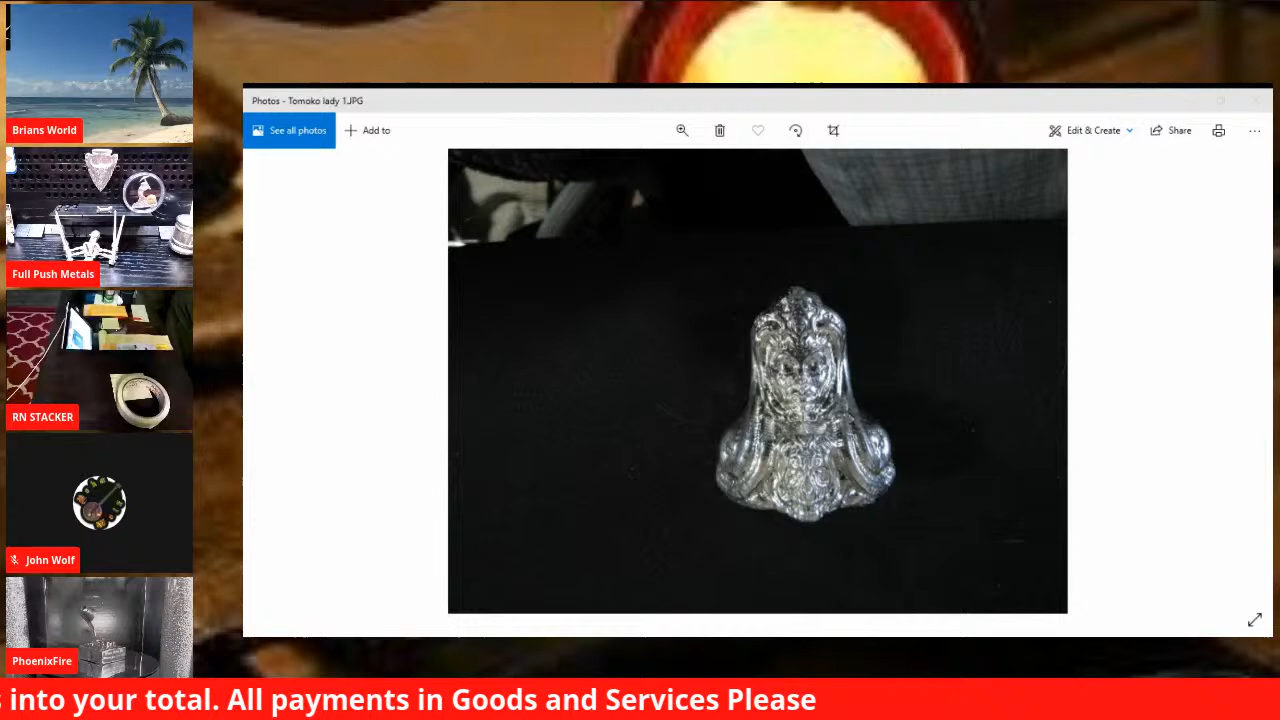 Brians World
Full Push Metals
RN STACKER
John Wolf
PhoenixFire
Photos - Tomoko lady 1.JPG
See all photos
Add to
Edit & Create
Share
into your total. All payments in Goods and Services Please